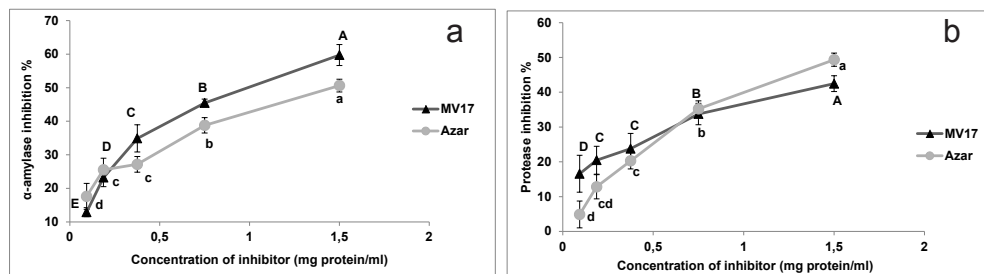 a
α-amylase inhibition %
70
60
50
40
30
20
10
0
0,5
1
1,5
2
E
d
D
c
C
c
B
b
A
a
MV17
Azar
Concentration of inhibitor (mg protein/ml)
b
Protease inhibition %
60
50
40
30
20
10
0
0
0,5
1
1,5
2
D
d
C
cd
C
c
B
b
a
A
MV17
Azar
Concentration of inhibitor (mg protein/ml)